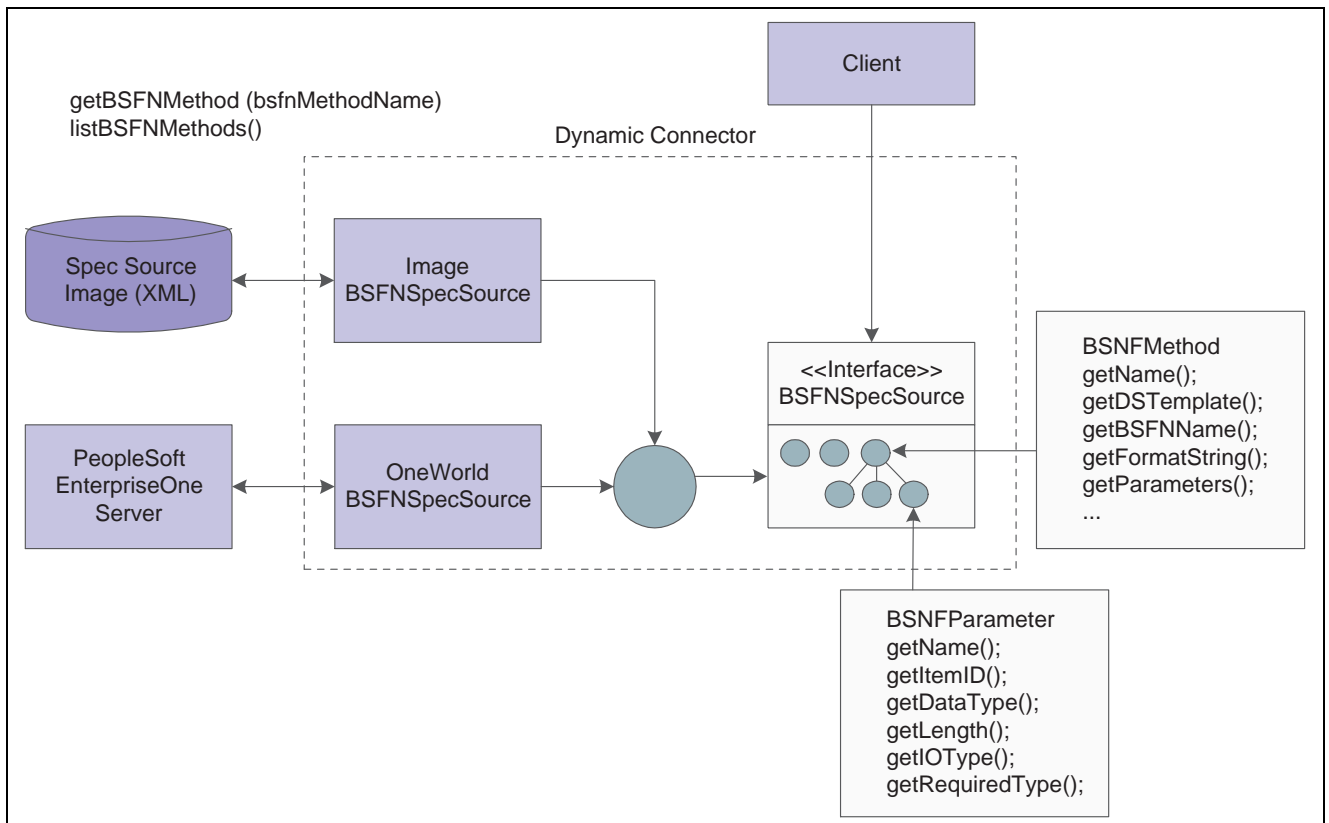 Client
getBSFNMethod (bsfnMethodName)
listBSFNMethods()
Dynamic Connector
Spec Source
Image (XML)
Image
BSFNSpecSource
<<Interface>>
BSFNSpecSource
BSNFMethod
getName();
getDSTemplate();
getBSFNName();
getFormatString();
getParameters();
...
PeopleSoft
EnterpriseOne
Server
OneWorld
BSFNSpecSource
BSNFParameter
getName();
getItemID();
getDataType();
getLength();
getIOType();
getRequiredType();